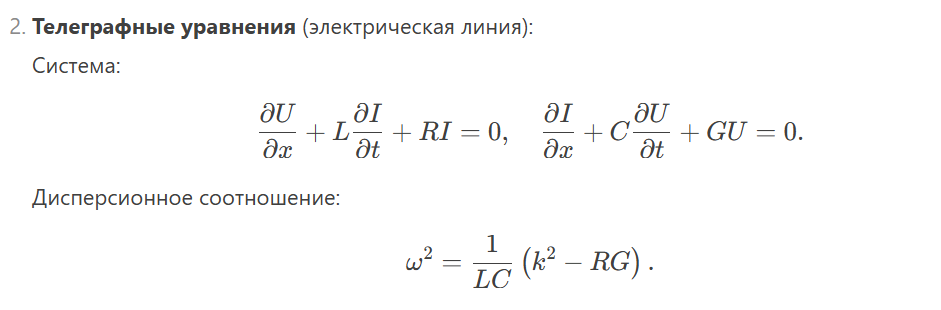 2. Телеграфные уравнения (электрическая линия):
Система:
∂U/∂x + L ∂I/∂t + RI = 0, ∂I/∂x + C ∂U/∂t + GU = 0.
Дисперсионное соотношение:
ω² = 1/LC (k² − RG).